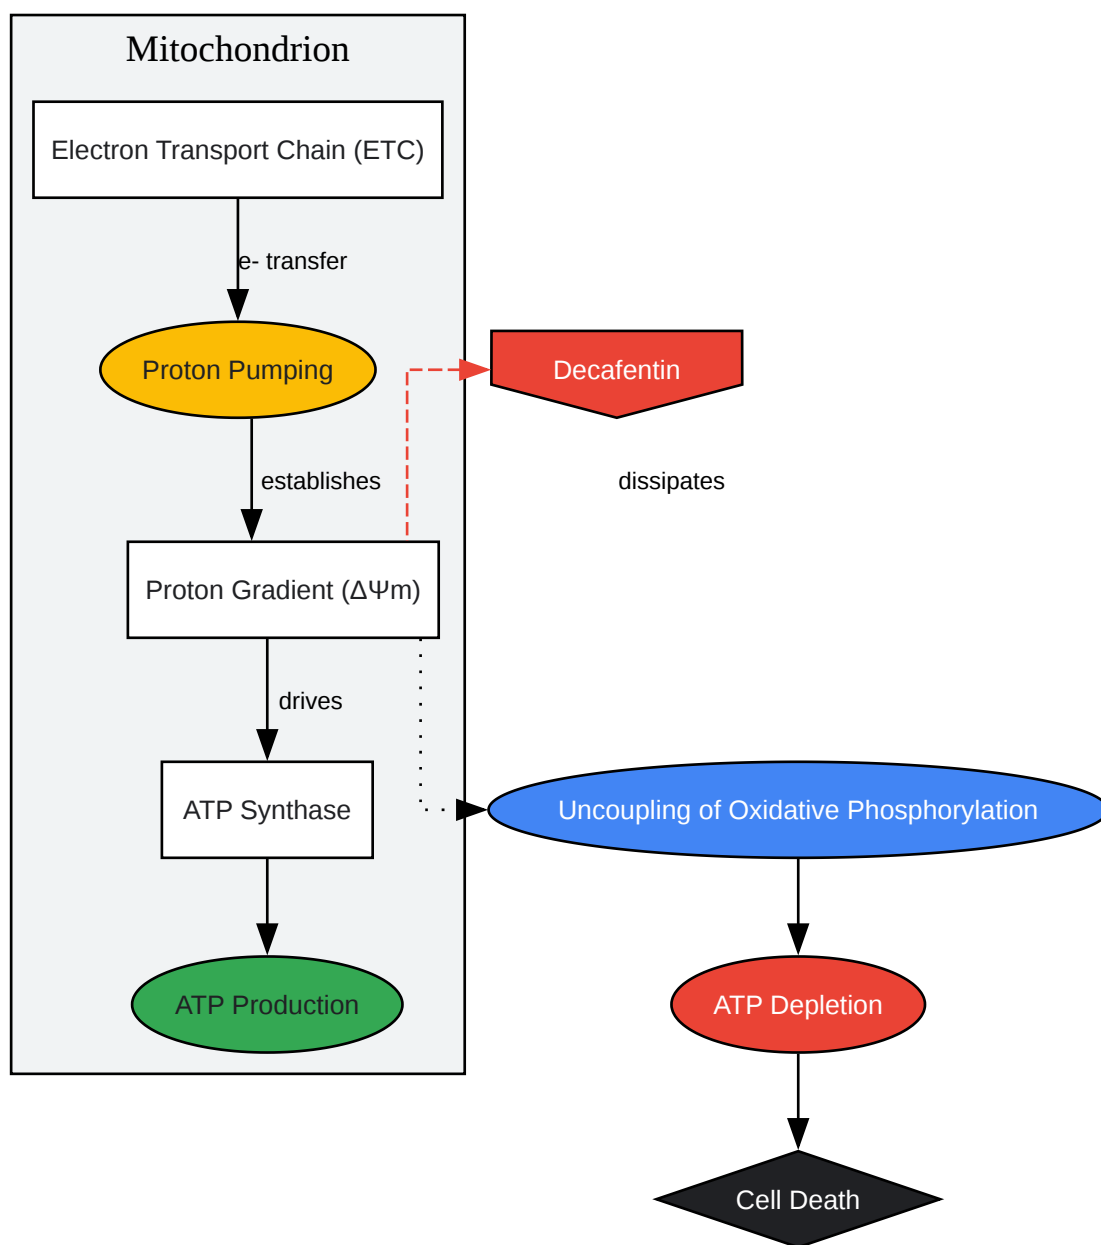 Mitochondrion
Electron Transport Chain (ETC)
e- transfer
Proton Pumping
Decafentin
establishes
dissipates
Proton Gradient (ΔΨm)
drives
ATP Synthase
Uncoupling of Oxidative Phosphorylation
ATP Production
ATP Depletion
Cell Death